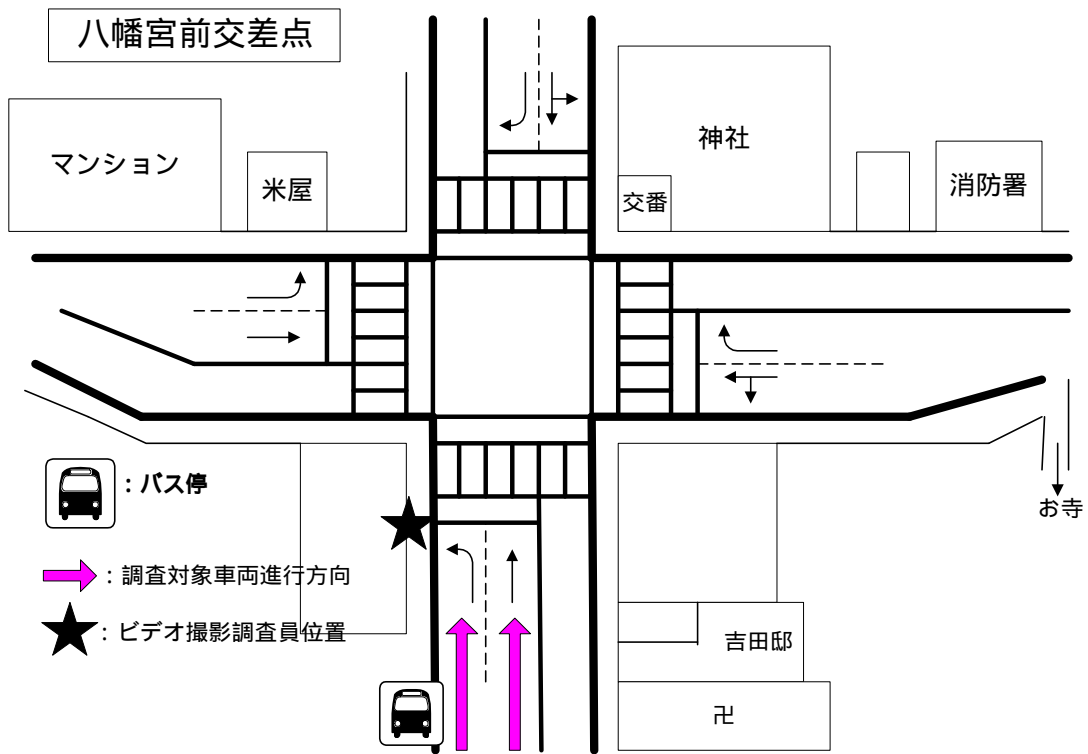 八幡宮前交差点
マンション
米屋
神社
交番
消防署
：バス停
お寺
：調査対象車両進行方向
：ビデオ撮影調査員位置
吉田邸
卍